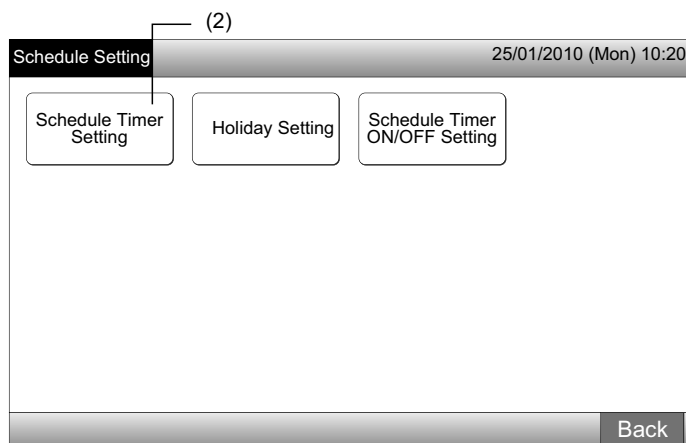 (2)
Schedule Setting 25/01/2010 (Mon) 10:20
Schedule Timer
Setting
Holiday Setting
Schedule Timer
ON/OFF Setting
Back